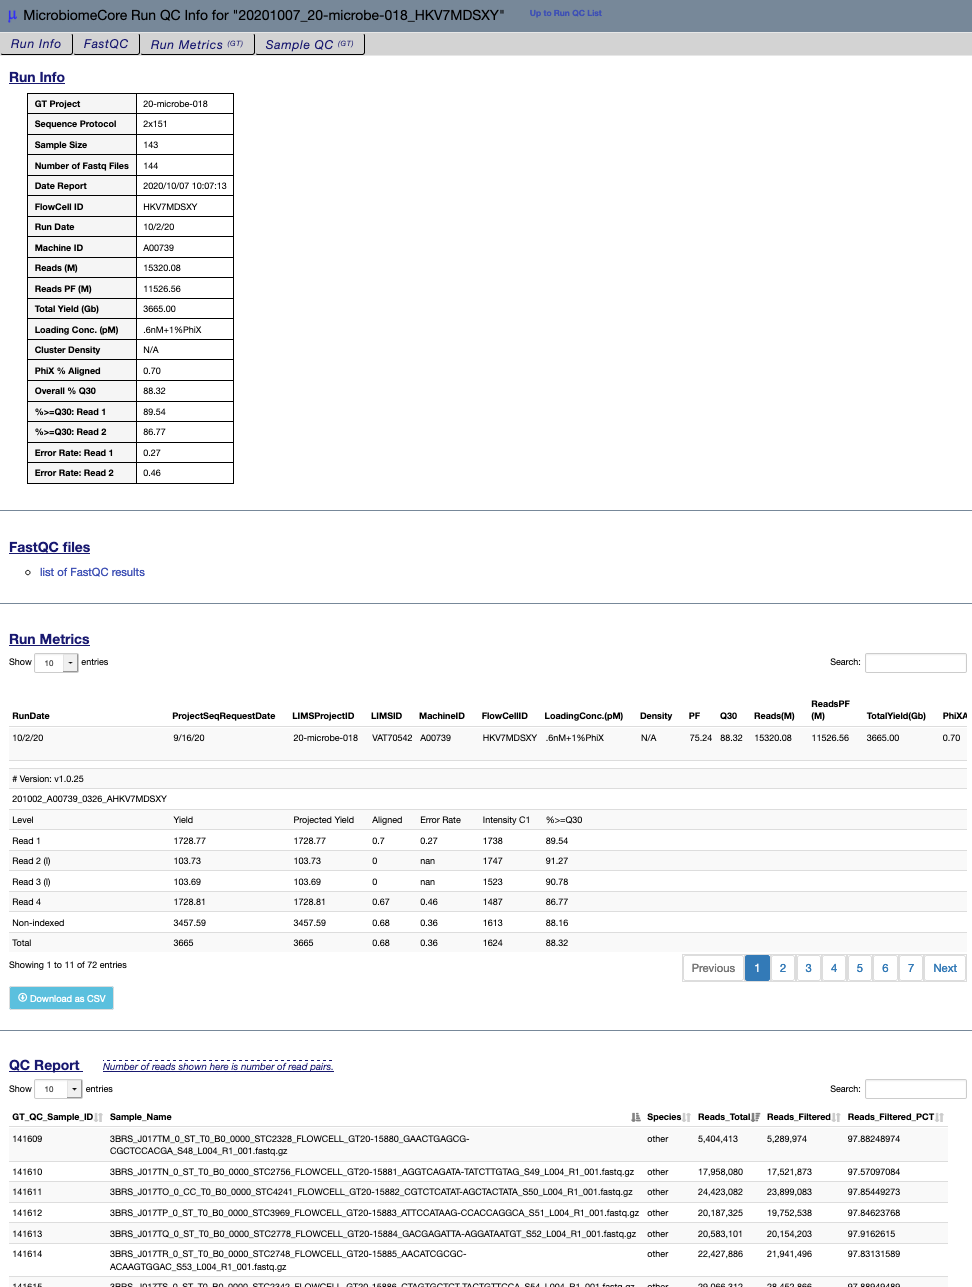 μ MicrobiomeCore Run QC Info for "20201007_20-microbe-018_HKV7MDSXY" Up to Run QC List
Run Info FastQC Run Metrics (GT) Sample QC (GT)
Run Info
GT Project 20-microbe-018
Sequence Protocol 2x151
Sample Size 143
Number of Fastq Files 144
Date Report 2020/10/07 10:07:13
FlowCell ID HKV7MDSXY
Run Date 10/2/20
Machine ID A00739
Reads (M) 15320.08
Reads PF (M) 11526.56
Total Yield (Gb) 3665.00
Loading Conc. (pM) .6nM+1%PhiX
Cluster Density N/A
PhiX % Aligned 0.70
Overall % Q30 88.32
%>=Q30: Read 1 89.54
%>=Q30: Read 2 86.77
Error Rate: Read 1 0.27
Error Rate: Read 2 0.46
FastQC files
list of FastQC results
Run Metrics
Show 10 entries Search:
RunDate ProjectSeqRequestDate LIMSProjectID LIMSID MachineID FlowCellID LoadingConc.(pM) Density PF Q30 Reads(M) ReadsPF (M) TotalYield(Gb) PhiXA
10/2/20 9/16/20 20-microbe-018 VAT70542 A00739 HKV7MDSXY .6nM+1%PhiX N/A 75.24 88.32 15320.08 11526.56 3665.00 0.70
# Version: v1.0.25
201002_A00739_0326_AHKV7MDSXY
Level Yield Projected Yield Aligned Error Rate Intensity C1 %>=Q30
Read 1 1728.77 1728.77 0.7 0.27 1738 89.54
Read 2 (I) 103.73 103.73 0 nan 1747 91.27
Read 3 (I) 103.69 103.69 0 nan 1523 90.78
Read 4 1728.81 1728.81 0.67 0.46 1487 86.77
Non-indexed 3457.59 3457.59 0.68 0.36 1613 88.16
Total 3665 3665 0.68 0.36 1624 88.32
Showing 1 to 11 of 72 entries
Previous 1 2 3 4 5 6 7 Next
Download as CSV
QC Report Number of reads shown here is number of read pairs.
Show 10 entries Search:
GT_QC_Sample_ID Sample_Name Species Reads_Total Reads_Filtered Reads_Filtered_PCT
141609 3BRS_J017TM_0_ST_T0_B0_0000_STC2328_FLOWCELL_GT20-15880_GAACTGAGCG- other 5,404,413 5,289,974 97.88248974
CGCTCCACGA_S48_L004_R1_001.fastq.gz
141610 3BRS_J017TN_0_ST_T0_B0_0000_STC2756_FLOWCELL_GT20-15881_AGGTCAGATA-TATCTTGTAG_S49_L004_R1_001.fastq.gz other 17,958,080 17,521,873 97.57097084
141611 3BRS_J017TO_0_CC_T0_B0_0000_STC4241_FLOWCELL_GT20-15882_CGTCTCATAT-AGCTACTATA_S50_L004_R1_001.fastq.gz other 24,423,082 23,899,083 97.85449273
141612 3BRS_J017TP_0_ST_T0_B0_0000_STC3969_FLOWCELL_GT20-15883_ATTCCATAAG-CCACCAGGCA_S51_L004_R1_001.fastq.gz other 20,187,325 19,752,538 97.84623768
141613 3BRS_J017TQ_0_ST_T0_B0_0000_STC2778_FLOWCELL_GT20-15884_GACGAGATTA-AGGATAATGT_S52_L004_R1_001.fastq.gz other 20,583,101 20,154,203 97.9162615
141614 3BRS_J017TR_0_ST_T0_B0_0000_STC2748_FLOWCELL_GT20-15885_AACATCGCGC- other 22,427,886 21,941,496 97.83131589
ACAAGTGGAC_S53_L004_R1_001.fastq.gz
141615 3BRS_J017TS_0_ST_T0_B0_0000_STC2342_FLOWCELL_GT20-15886_CTAGTGCTCT-TACTGTTCCA_S54_L004_R1_001.fastq.gz other 29,066,312 28,452,866 97.88949489